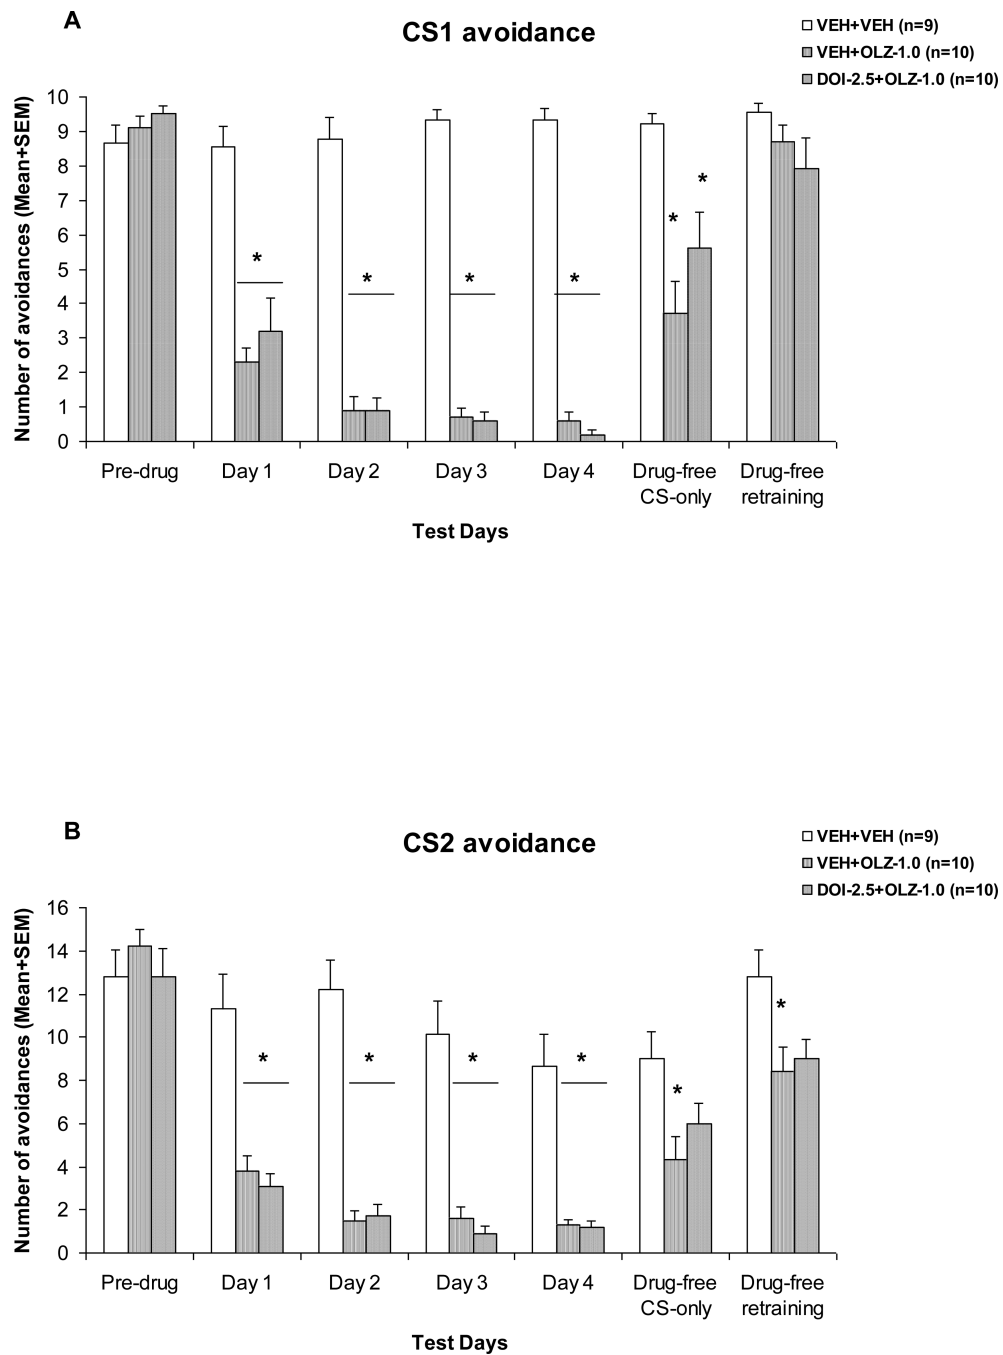 A
CS1 avoidance
VEH+VEH (n=9)
VEH+OLZ-1.0 (n=10)
DOI-2.5+OLZ-1.0 (n=10)
Number of avoidances (Mean+SEM)
10
9
8
7
6
5
4
3
2
1
0
*
*
*
*
*
*
Pre-drug
Day 1
Day 2
Day 3
Day 4
Drug-free
CS-only
Drug-free
retraining
Test Days
B
CS2 avoidance
VEH+VEH (n=9)
VEH+OLZ-1.0 (n=10)
DOI-2.5+OLZ-1.0 (n=10)
Number of avoidances (Mean+SEM)
16
14
12
10
8
6
4
2
0
*
*
*
*
*
*
Pre-drug
Day 1
Day 2
Day 3
Day 4
Drug-free
CS-only
Drug-free
retraining
Test Days